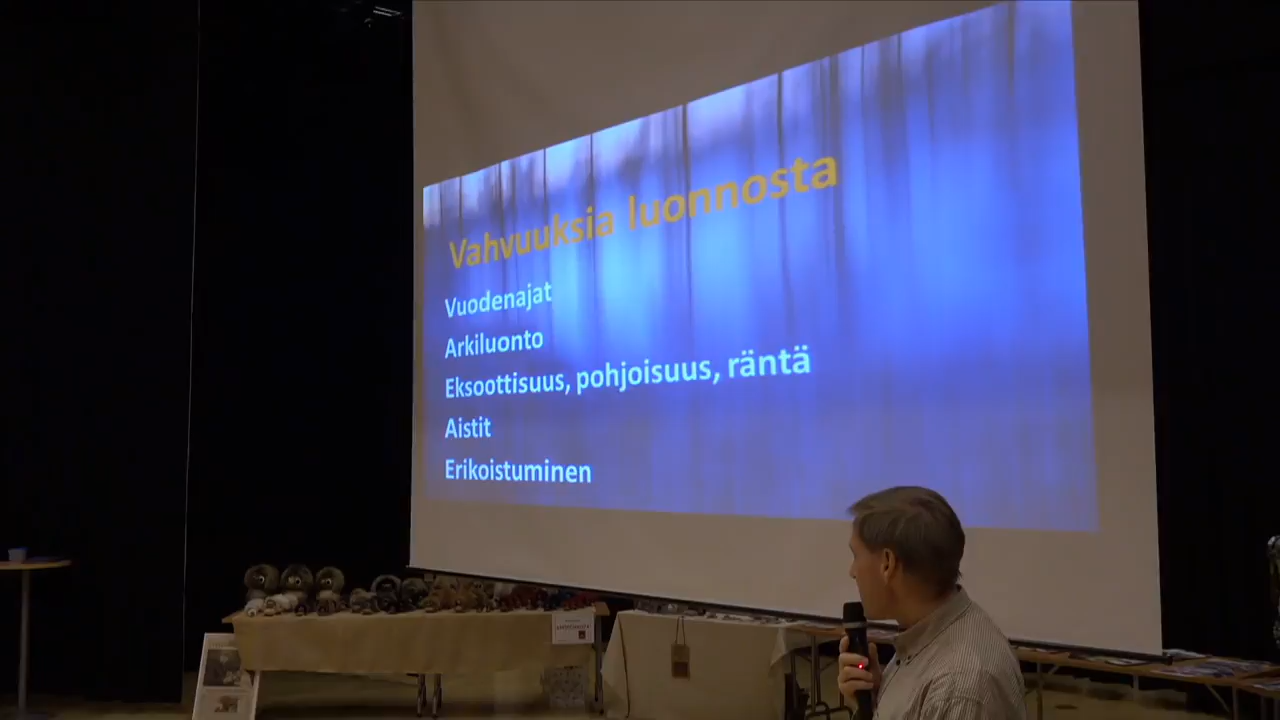 Vahvuuksia luonnosta
Vuodenajat
Arkiluonto
Eksoottisuus, pohjoisuus, räntä
Aistit
Erikoistuminen